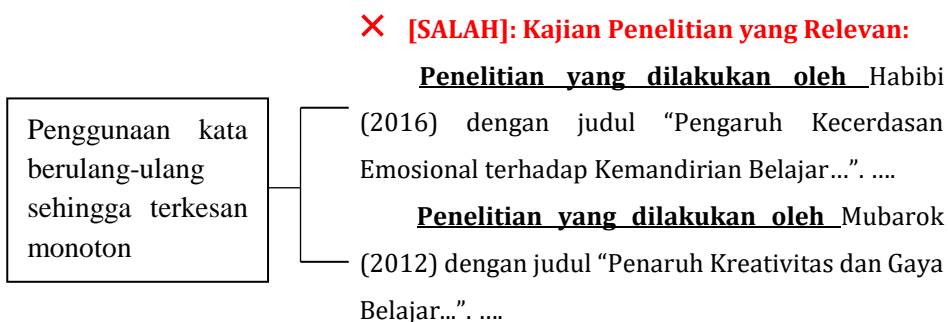 ✕ [SALAH]: Kajian Penelitian yang Relevan:
Penelitian yang dilakukan oleh Habibi
(2016) dengan judul “Pengaruh Kecerdasan
Emosional terhadap Kemandirian Belajar…”. ….
Penelitian yang dilakukan oleh Mubarok
(2012) dengan judul “Penaruh Kreativitas dan Gaya
Belajar...”. ….
Penggunaan kata
berulang-ulang
sehingga terkesan
monoton